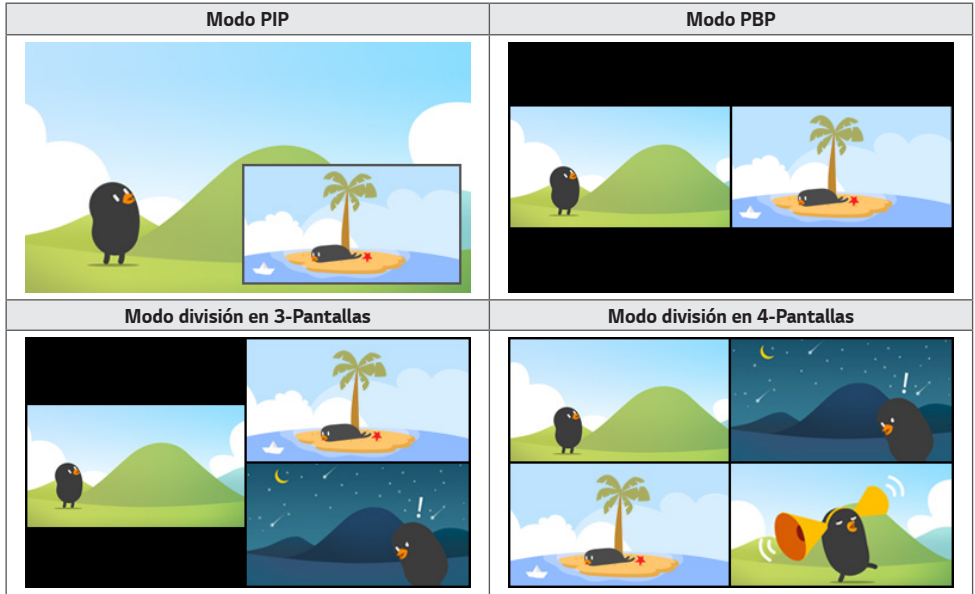 Modo PIP
Modo PBP
Modo división en 3-Pantallas
Modo división en 4-Pantallas
!
!